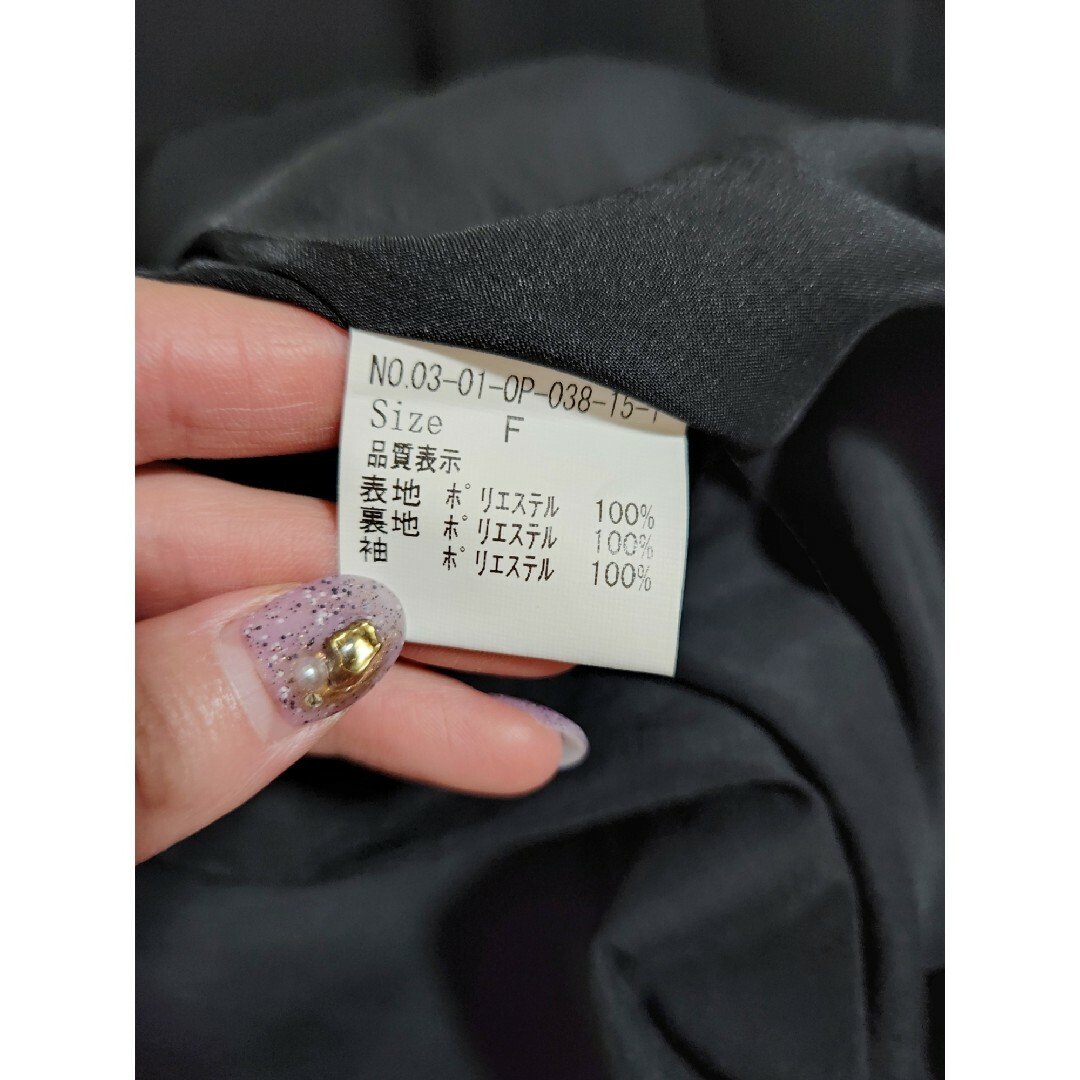 NO.03-01-OP-038-15-1
Size F
品質表示
表地 ポリエステル 100%
裏地 ポリエステル 100%
袖 ポリエステル 100%